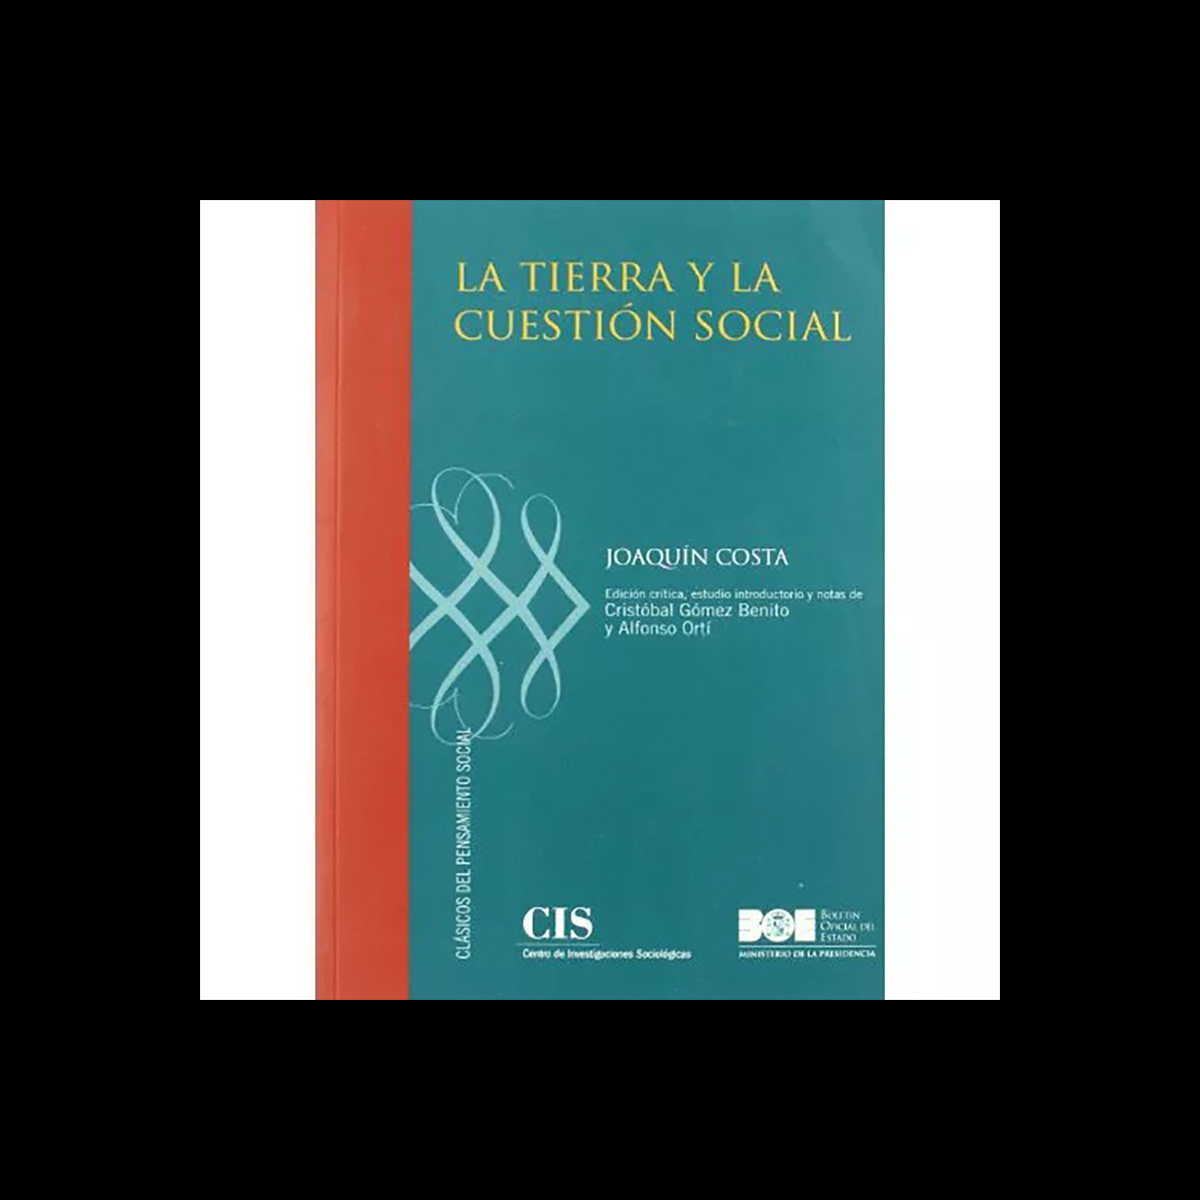 LA TIERRA Y LA
CUESTIÓN SOCIAL
JOAQUÍN COSTA
Edición crítica, estudio introductorio y notas de
Cristóbal Gómez Benito
y Alfonso Ortí
CLÁSICOS DEL PENSAMIENTO SOCIAL
CIS
Centro de Investigaciones Sociológicas
BOE
BOLETÍN
OFICIAL DEL
ESTADO
MINISTERIO DE LA PRESIDENCIA